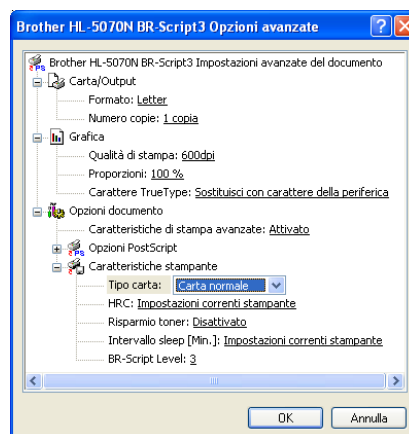 Brother HL-5070N BR-Script3 Opzioni avanzate
Brother HL-5070N BR-Script3 Impostazioni avanzate del documento
Carta/Output
Formato: Letter
Numero copie: 1 copia
Grafica
Qualità di stampa: 600dpi
Proporzioni: 100 %
Carattere TrueType: Sostituisci con carattere della periferica
Opzioni documento
Caratteristiche di stampa avanzate: Attivato
Opzioni PostScript
Caratteristiche stampante
Tipo carta: Carta normale
HRC: Impostazioni correnti stampante
Risparmio toner: Disattivato
Intervallo sleep [Min.]: Impostazioni correnti stampante
BR-Script Level: 3
OK Annulla